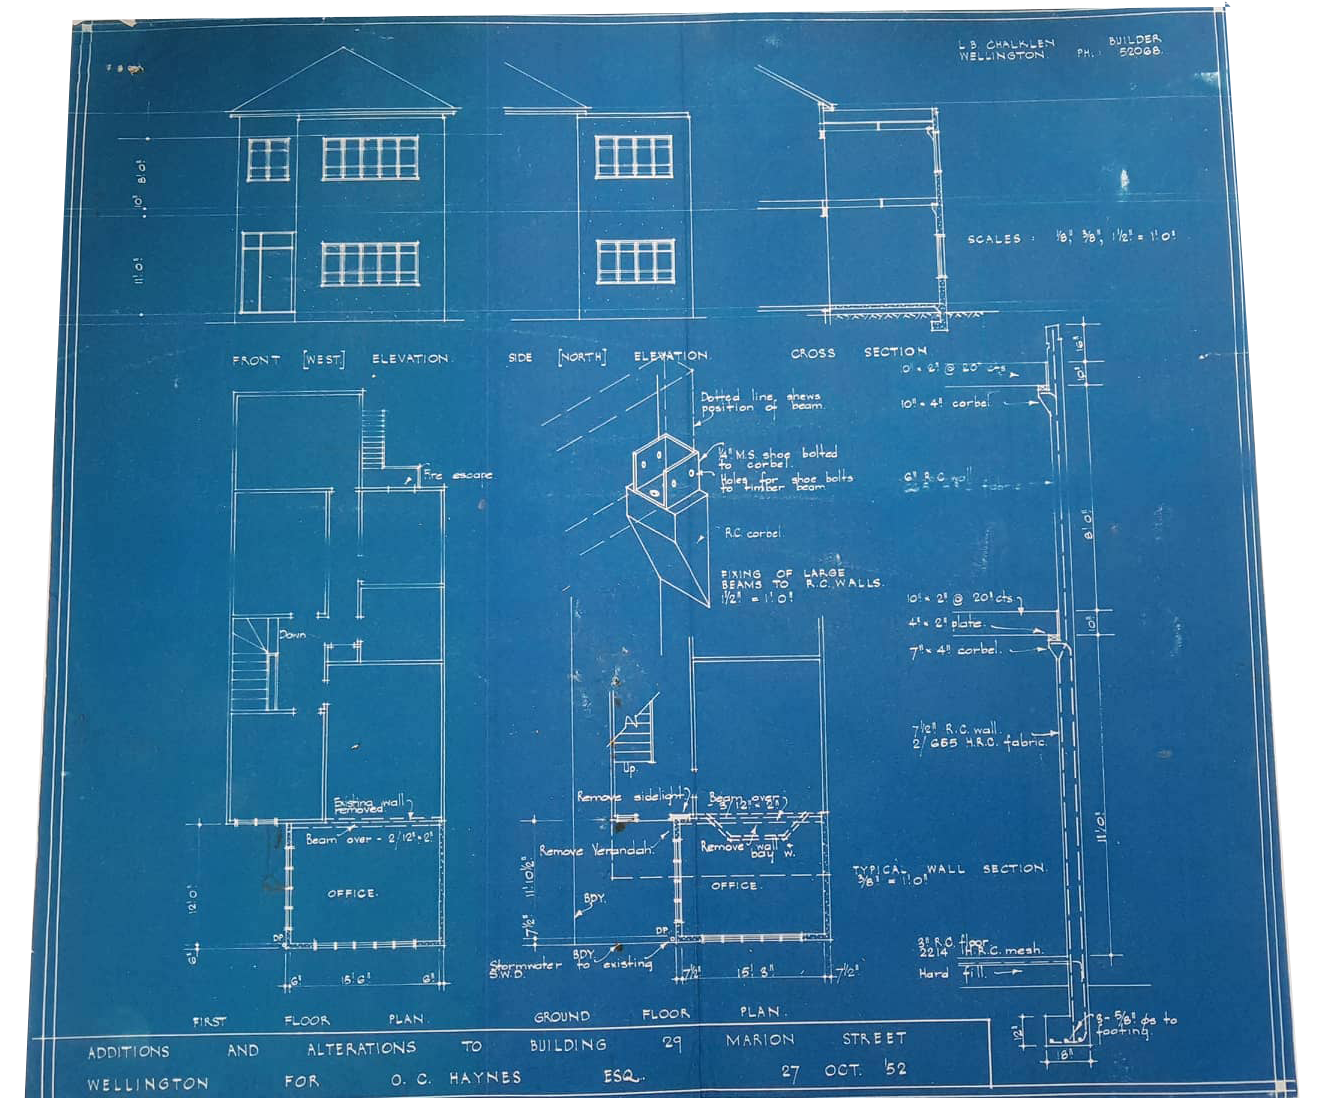 L. B. CHALKLEN BUILDER
WELLINGTON. PH.: 52068.
8'. 0"
10"
11'. 0"
SCALES : 1/8", 3/8", 1 1/2" = 1'. 0"
FRONT [WEST] ELEVATION.
SIDE [NORTH] ELEVATION.
CROSS SECTION
Fire escape
Down
Existing wall
removed
Beam over - 2/12" x 2"
OFFICE.
DP
12'. 0"
6"
6"
15'. 6"
6"
FIRST FLOOR PLAN.
Dotted line shews
position of beam.
1/4" M.S. shoe bolted
to corbel.
Holes for shoe bolts
to timber beam
R.C. corbel
FIXING OF LARGE
BEAMS TO R.C. WALLS.
1 1/2" = 1'. 0"
Up.
Remove sidelight
Beam over -
3/12" x 2"
Remove Verandah.
Remove wall &
bay w.
OFFICE.
BDY.
DP.
BDY.
Stormwater to existing
S.W.D.
11'. 10 1/2"
7 1/2"
7 1/2"
15'. 3"
7 1/2"
GROUND FLOOR PLAN.
10" x 2" @ 20" cts
10" x 4" corbel
6" R.C. wall
10" x 2" @ 20" cts.
4" x 2" plate.
7" x 4" corbel.
7 1/2" R.C. wall
2/ 655 H.R.C. fabric.
TYPICAL WALL SECTION.
3/8" = 1'. 0"
3" R.C. floor
2214 H.R.C. mesh.
Hard fill.
10"
8'. 0"
10"
11'. 0"
12"
18"
3 - 5/8" øs to
footing.
ADDITIONS AND ALTERATIONS TO BUILDING 29 MARION STREET
WELLINGTON FOR O. C. HAYNES ESQ. 27 OCT. '52